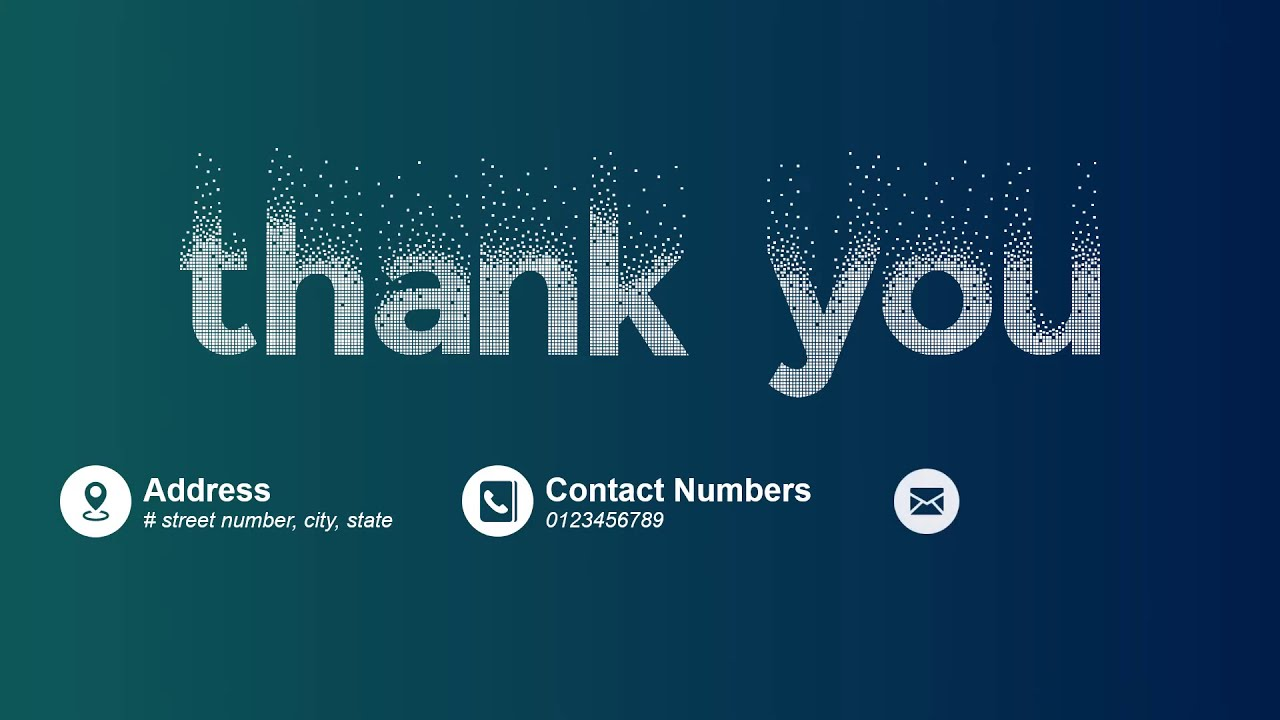 thank you
Address
# street number, city, state
Contact Numbers
0123456789